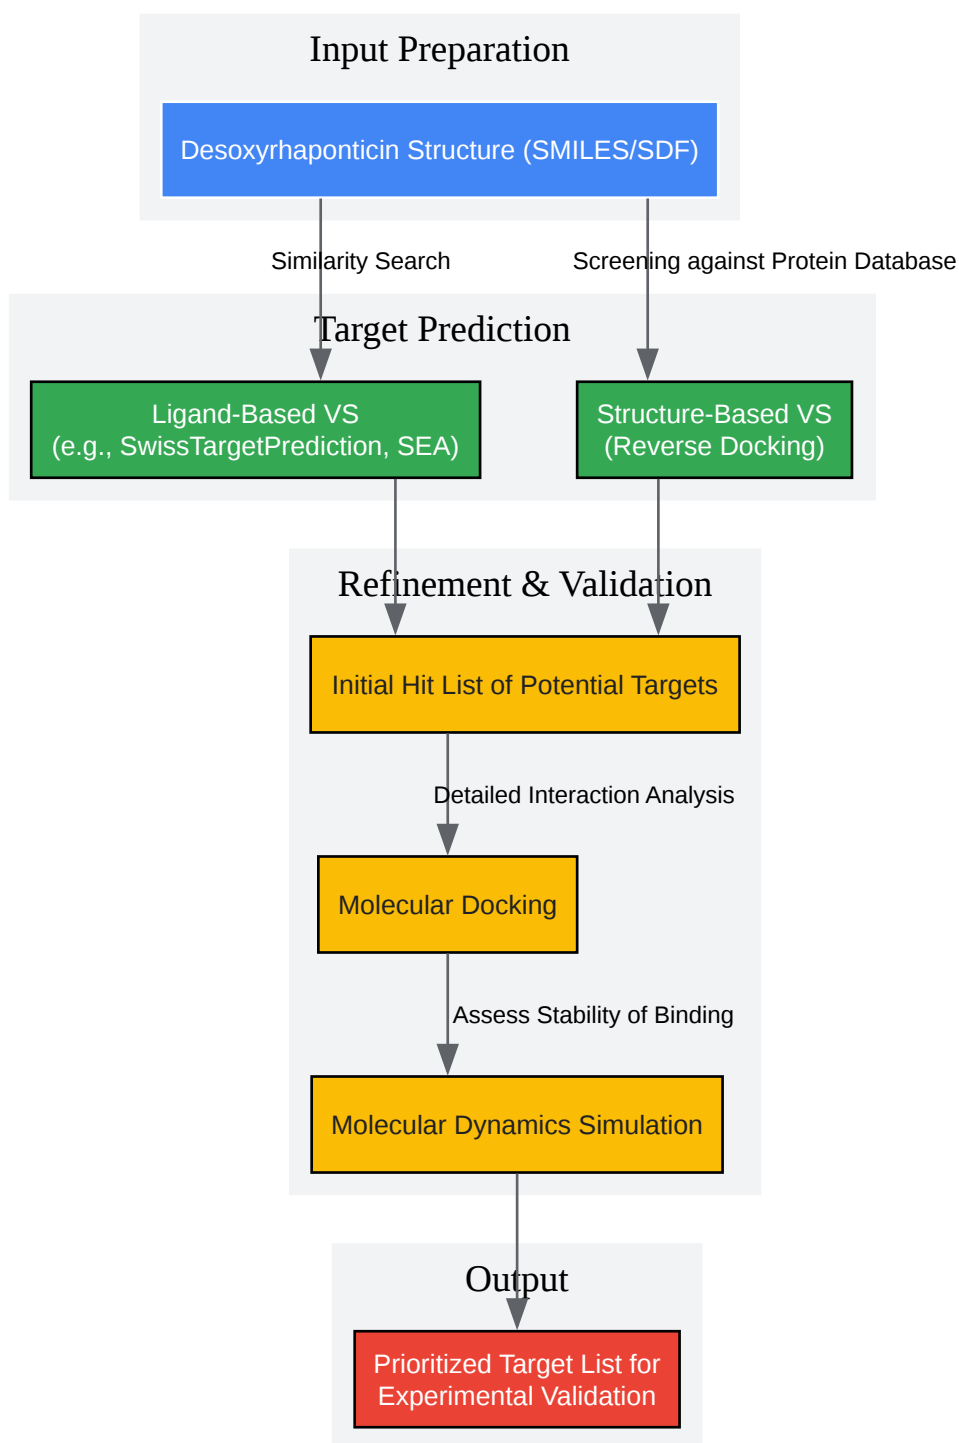 Input Preparation
Desoxyrhaponticin Structure (SMILES/SDF)
Similarity Search
Screening against Protein Database
Target Prediction
Ligand-Based VS
(e.g., SwissTargetPrediction, SEA)
Structure-Based VS
(Reverse Docking)
Refinement & Validation
Initial Hit List of Potential Targets
Detailed Interaction Analysis
Molecular Docking
Assess Stability of Binding
Molecular Dynamics Simulation
Output
Prioritized Target List for
Experimental Validation